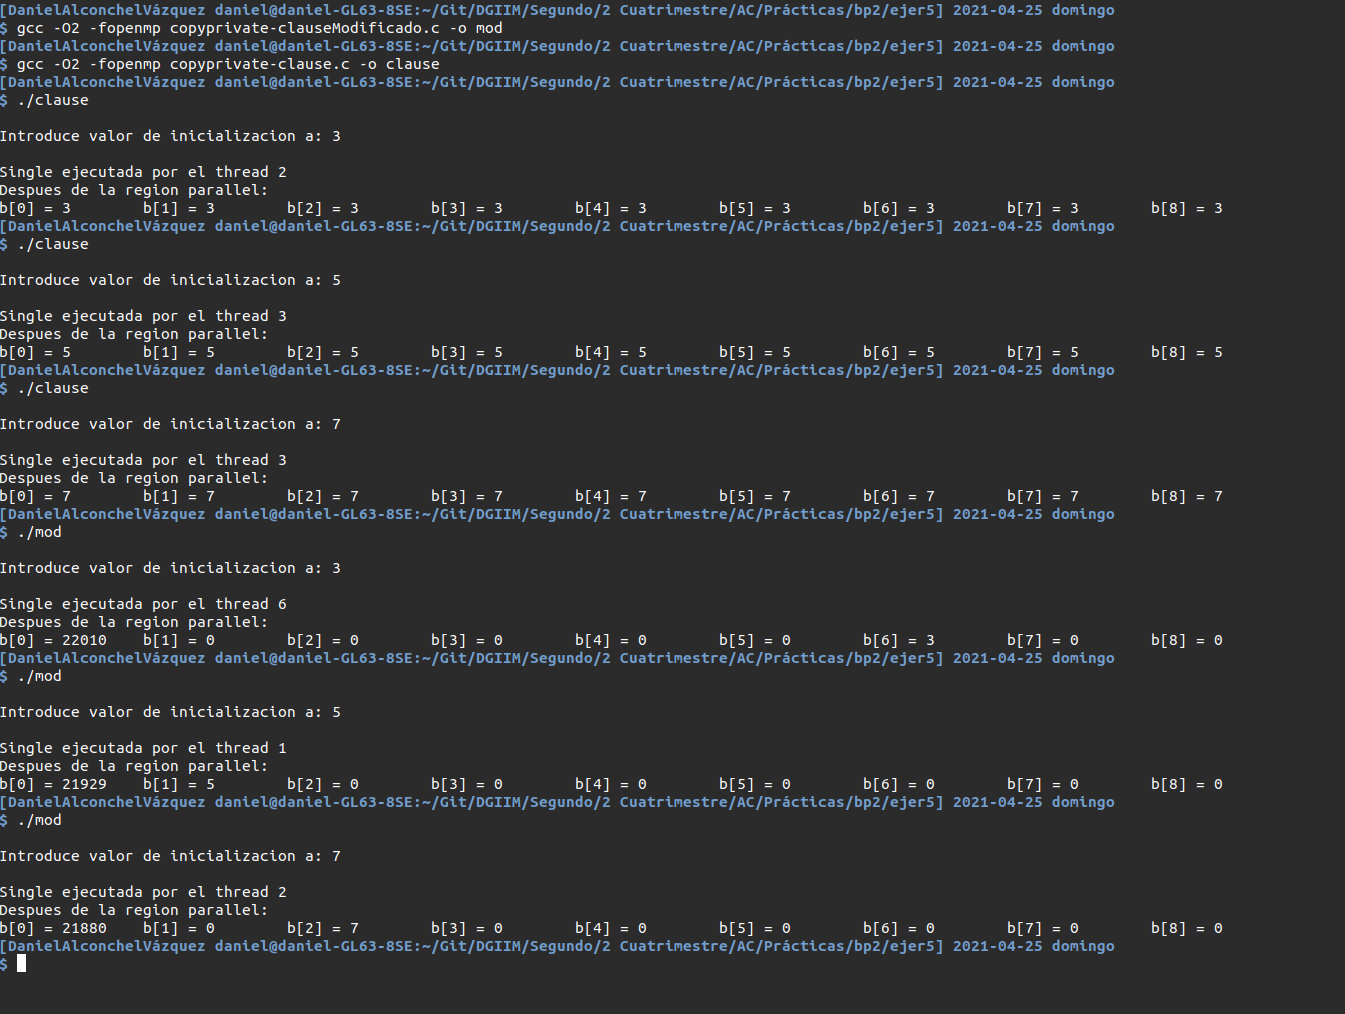 [DanielAlconchelVázquez daniel@daniel-GL63-8SE:~/Git/DGIIM/Segundo/2 Cuatrimestre/AC/Prácticas/bp2/ejer5] 2021-04-25 domingo
$ gcc -O2 -fopenmp copyprivate-clauseModificado.c -o mod
[DanielAlconchelVázquez daniel@daniel-GL63-8SE:~/Git/DGIIM/Segundo/2 Cuatrimestre/AC/Prácticas/bp2/ejer5] 2021-04-25 domingo
$ gcc -O2 -fopenmp copyprivate-clause.c -o clause
[DanielAlconchelVázquez daniel@daniel-GL63-8SE:~/Git/DGIIM/Segundo/2 Cuatrimestre/AC/Prácticas/bp2/ejer5] 2021-04-25 domingo
$ ./clause
Introduce valor de inicializacion a: 3
Single ejecutada por el thread 2
Despues de la region parallel:
b[0] = 3 b[1] = 3 b[2] = 3 b[3] = 3 b[4] = 3 b[5] = 3 b[6] = 3 b[7] = 3 b[8] = 3
[DanielAlconchelVázquez daniel@daniel-GL63-8SE:~/Git/DGIIM/Segundo/2 Cuatrimestre/AC/Prácticas/bp2/ejer5] 2021-04-25 domingo
$ ./clause
Introduce valor de inicializacion a: 5
Single ejecutada por el thread 3
Despues de la region parallel:
b[0] = 5 b[1] = 5 b[2] = 5 b[3] = 5 b[4] = 5 b[5] = 5 b[6] = 5 b[7] = 5 b[8] = 5
[DanielAlconchelVázquez daniel@daniel-GL63-8SE:~/Git/DGIIM/Segundo/2 Cuatrimestre/AC/Prácticas/bp2/ejer5] 2021-04-25 domingo
$ ./clause
Introduce valor de inicializacion a: 7
Single ejecutada por el thread 3
Despues de la region parallel:
b[0] = 7 b[1] = 7 b[2] = 7 b[3] = 7 b[4] = 7 b[5] = 7 b[6] = 7 b[7] = 7 b[8] = 7
[DanielAlconchelVázquez daniel@daniel-GL63-8SE:~/Git/DGIIM/Segundo/2 Cuatrimestre/AC/Prácticas/bp2/ejer5] 2021-04-25 domingo
$ ./mod
Introduce valor de inicializacion a: 3
Single ejecutada por el thread 6
Despues de la region parallel:
b[0] = 22010 b[1] = 0 b[2] = 0 b[3] = 0 b[4] = 0 b[5] = 0 b[6] = 3 b[7] = 0 b[8] = 0
[DanielAlconchelVázquez daniel@daniel-GL63-8SE:~/Git/DGIIM/Segundo/2 Cuatrimestre/AC/Prácticas/bp2/ejer5] 2021-04-25 domingo
$ ./mod
Introduce valor de inicializacion a: 5
Single ejecutada por el thread 1
Despues de la region parallel:
b[0] = 21929 b[1] = 5 b[2] = 0 b[3] = 0 b[4] = 0 b[5] = 0 b[6] = 0 b[7] = 0 b[8] = 0
[DanielAlconchelVázquez daniel@daniel-GL63-8SE:~/Git/DGIIM/Segundo/2 Cuatrimestre/AC/Prácticas/bp2/ejer5] 2021-04-25 domingo
$ ./mod
Introduce valor de inicializacion a: 7
Single ejecutada por el thread 2
Despues de la region parallel:
b[0] = 21880 b[1] = 0 b[2] = 7 b[3] = 0 b[4] = 0 b[5] = 0 b[6] = 0 b[7] = 0 b[8] = 0
[DanielAlconchelVázquez daniel@daniel-GL63-8SE:~/Git/DGIIM/Segundo/2 Cuatrimestre/AC/Prácticas/bp2/ejer5] 2021-04-25 domingo
$